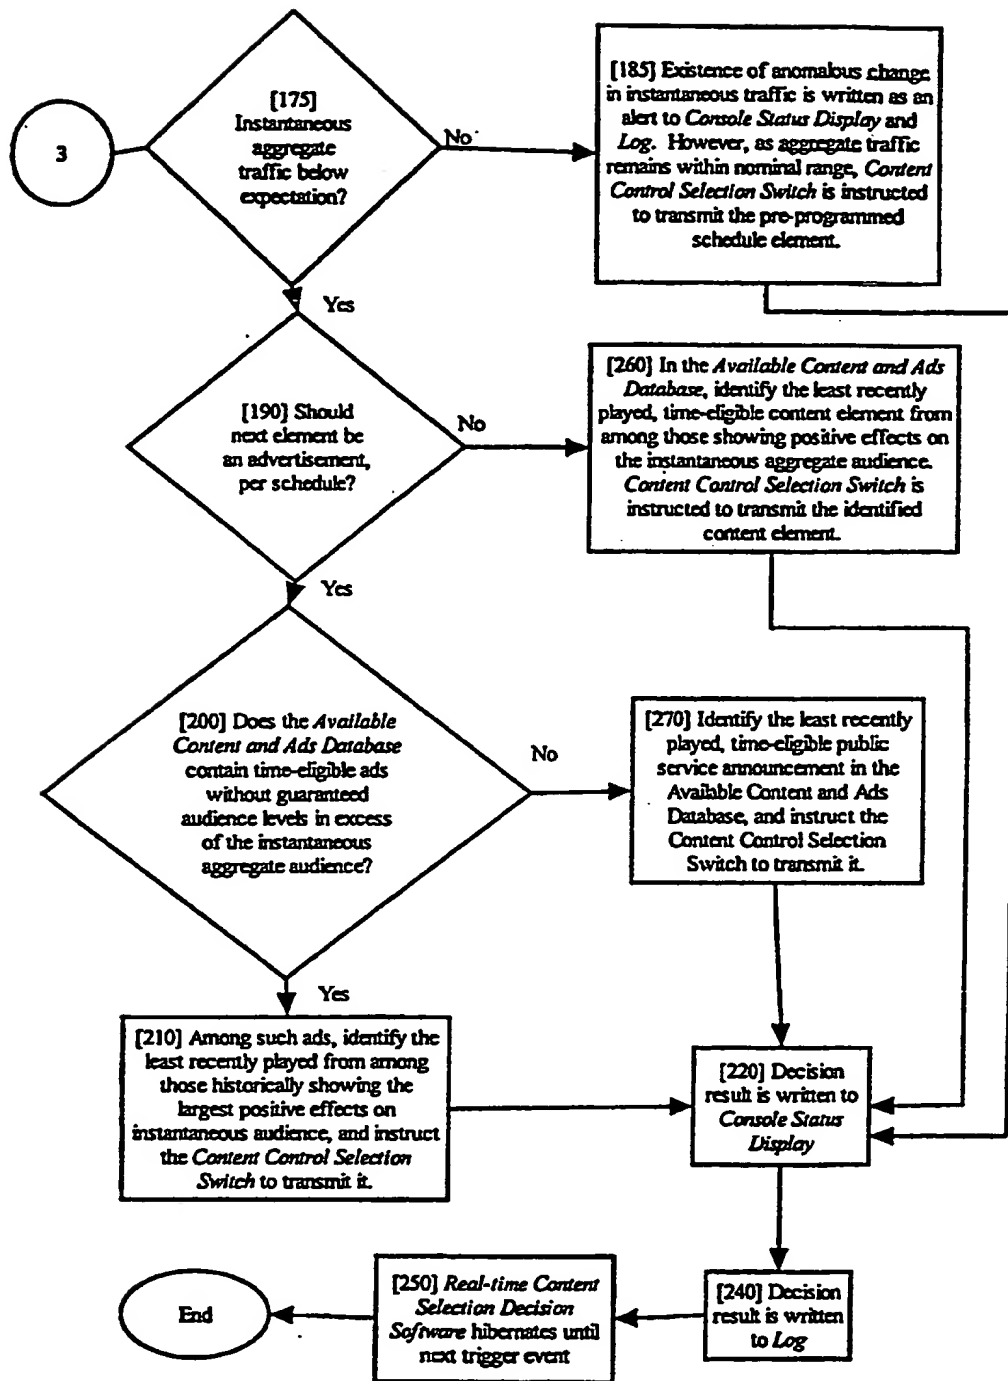 3
[175]
Instantaneous
aggregate
traffic below
expectation?
No
[185] Existence of anomalous change
in instantaneous traffic is written as an
alert to Console Status Display and
Log. However, as aggregate traffic
remains within nominal range, Content
Control Selection Switch is instructed
to transmit the pre-programmed
schedule element.
Yes
[190] Should
next element be
an advertisement,
per schedule?
No
[260] In the Available Content and Ads
Database, identify the least recently
played, time-eligible content element from
among those showing positive effects on
the instantaneous aggregate audience.
Content Control Selection Switch is
instructed to transmit the identified
content element.
Yes
[200] Does the Available
Content and Ads Database
contain time-eligible ads
without guaranteed
audience levels in excess
of the instantaneous
aggregate audience?
No
[270] Identify the least recently
played, time-eligible public
service announcement in the
Available Content and Ads
Database, and instruct the
Content Control Selection
Switch to transmit it.
Yes
[210] Among such ads, identify the
least recently played from among
those historically showing the
largest positive effects on
instantaneous audience, and instruct
the Content Control Selection
Switch to transmit it.
[220] Decision
result is written to
Console Status
Display
End
[250] Real-time Content
Selection Decision
Software hibernates until
next trigger event
[240] Decision
result is written
to Log